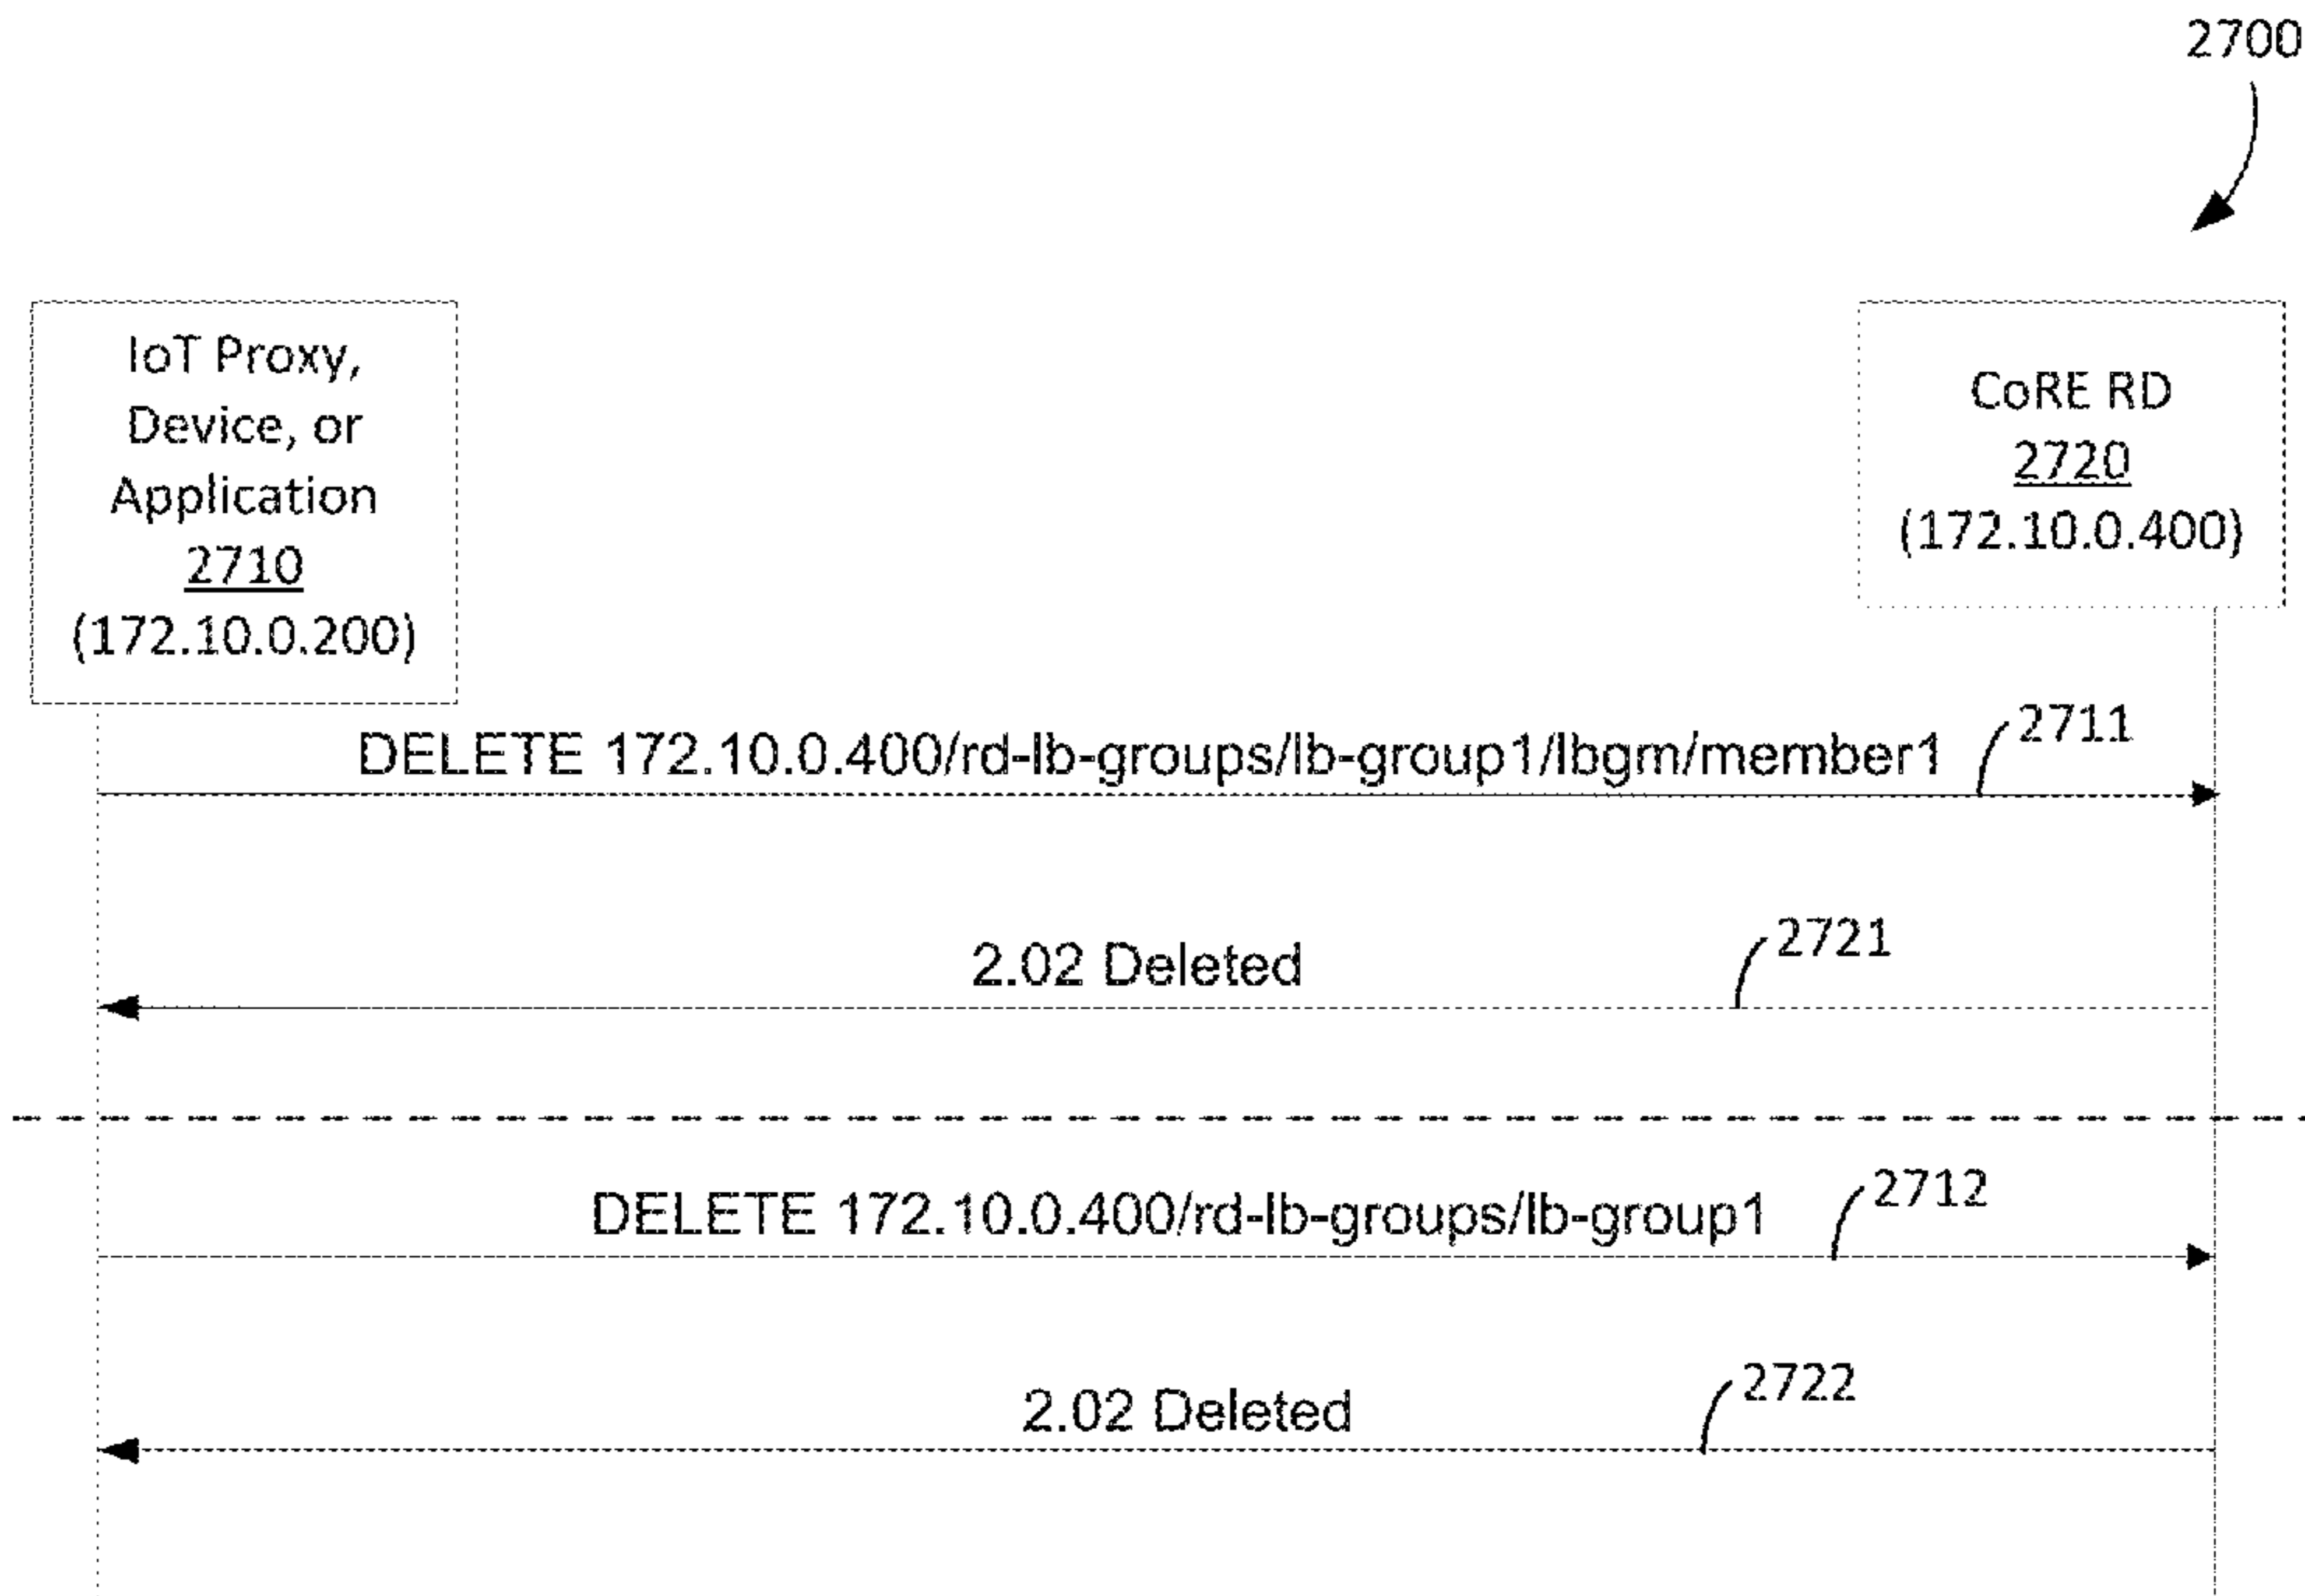 2700
IoT Proxy,
Device, or
Application
2710
(172.10.0.200)
CoRE RD
2720
(172.10.0.400)
DELETE 172.10.0.400/rd-lb-groups/lb-group1/lbgm/member1
2711
2.02 Deleted
2721
DELETE 172.10.0.400/rd-lb-groups/lb-group1
2712
2.02 Deleted
2722